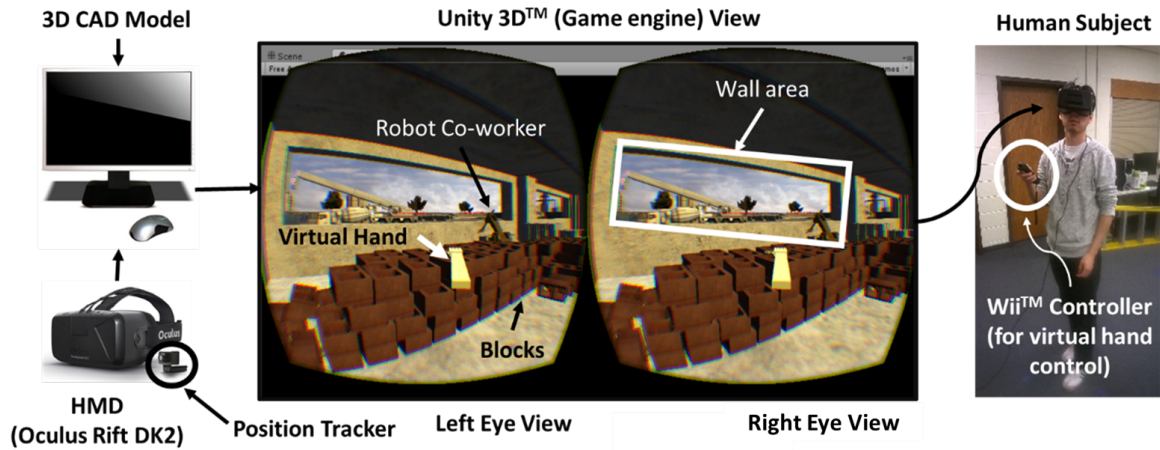 3D CAD Model
Unity 3D™ (Game engine) View
Human Subject
Scene
Free
Wall area
Robot Co-worker
Virtual Hand
Blocks
Oculus
Wii™ Controller
(for virtual hand
control)
HMD
(Oculus Rift DK2)
Position Tracker
Left Eye View
Right Eye View